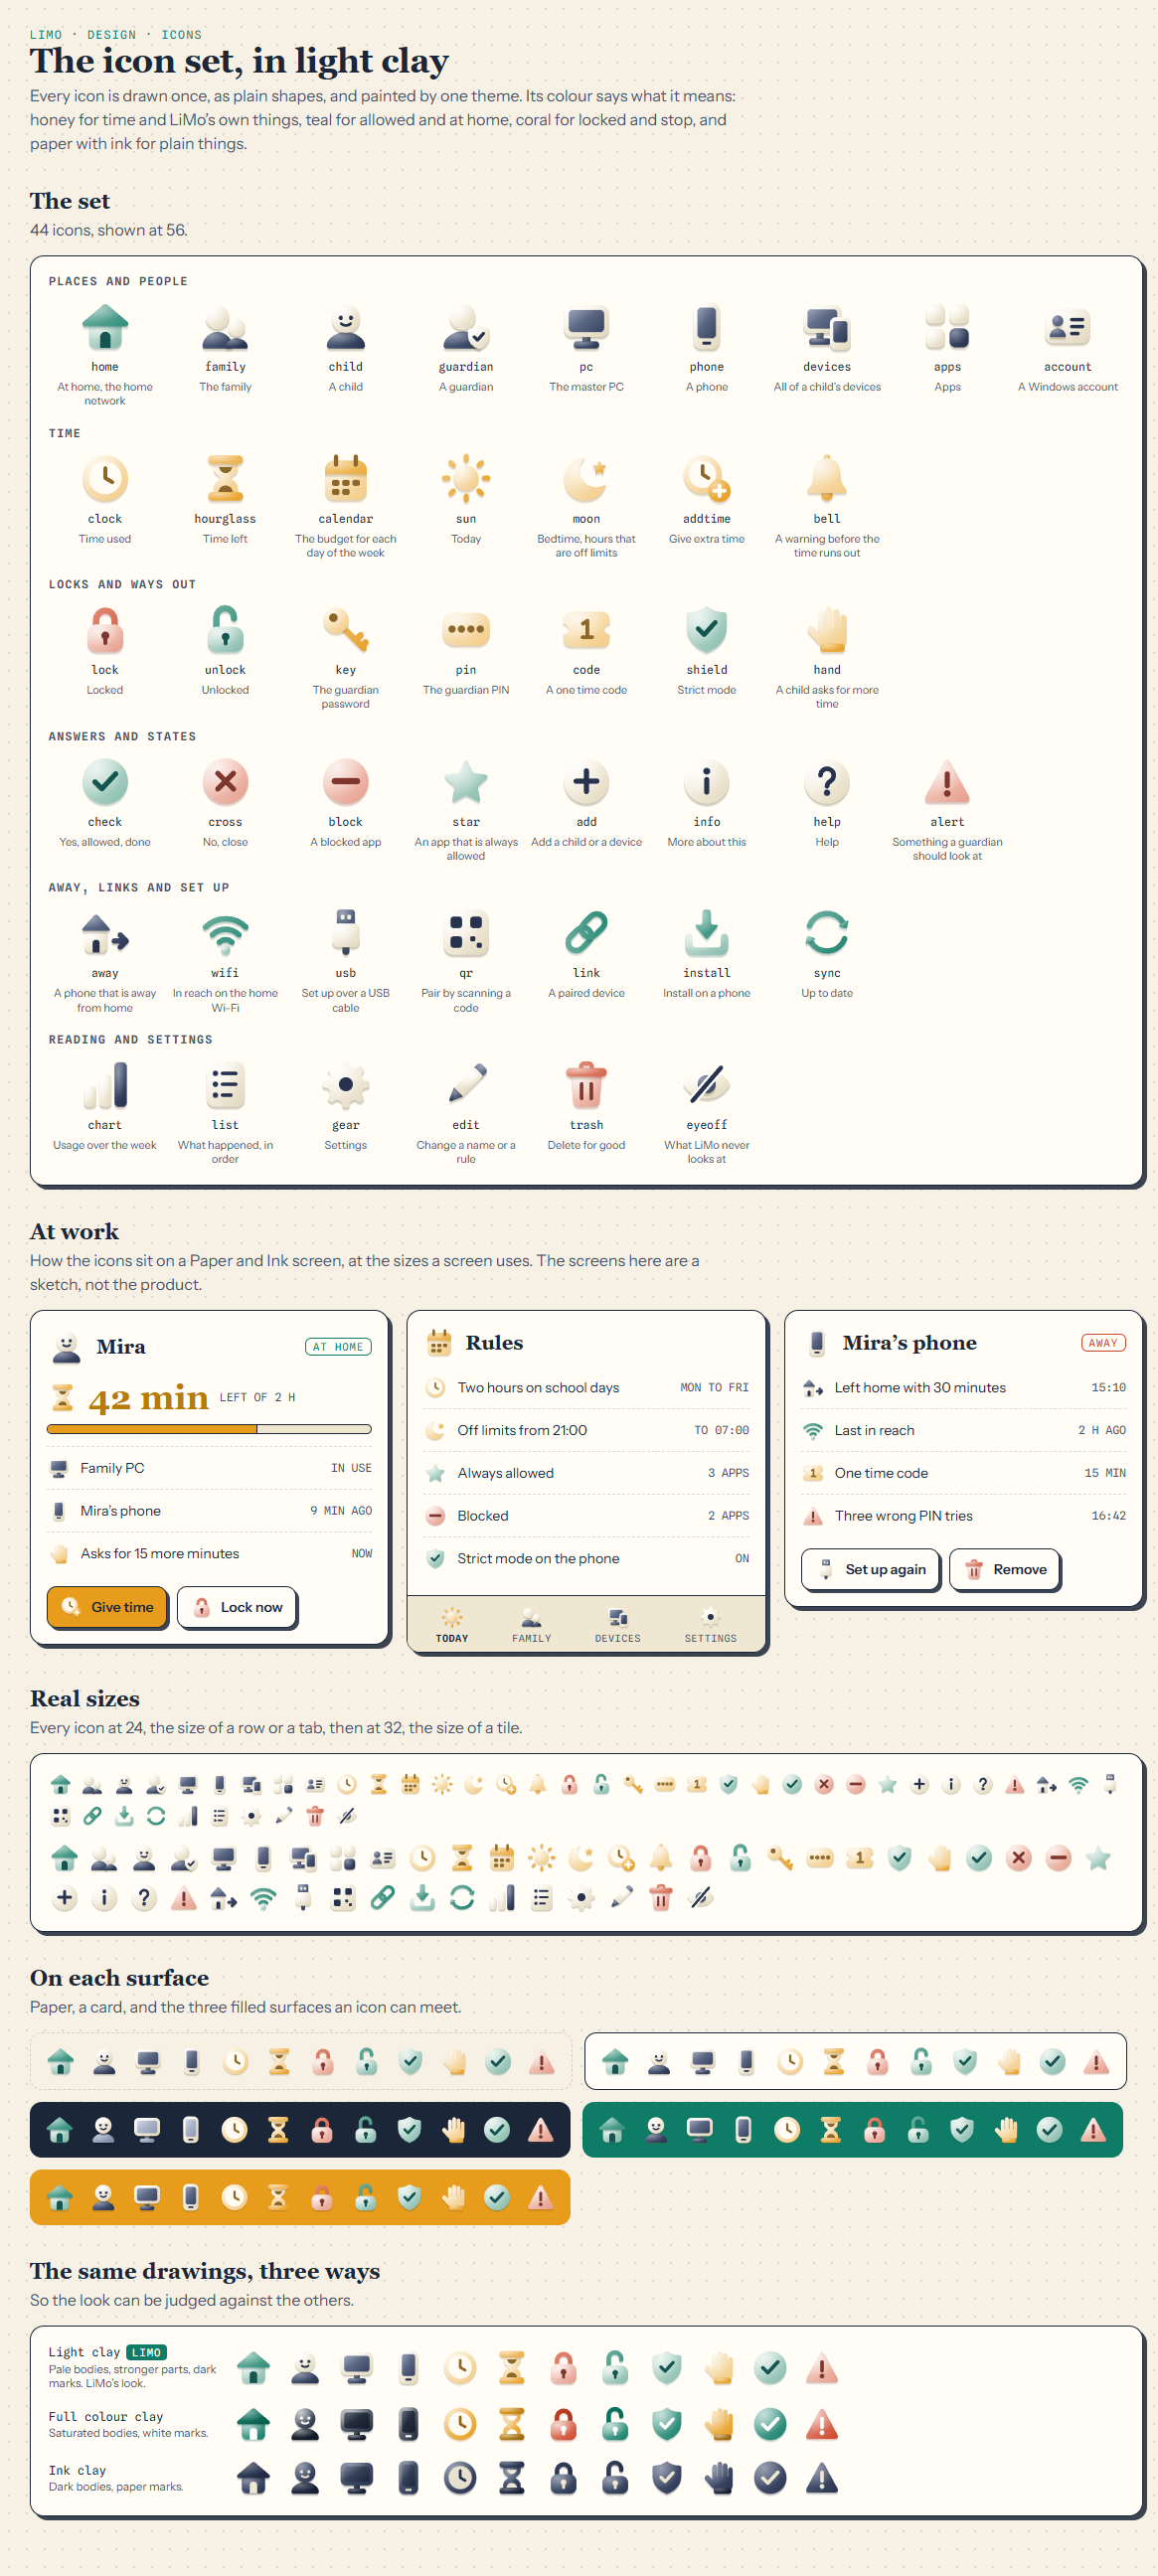 LIMO · DESIGN · ICONS
The icon set, in light clay
Every icon is drawn once, as plain shapes, and painted by one theme. Its colour says what it means:
honey for time and LiMo's own things, teal for allowed and at home, coral for locked and stop, and
paper with ink for plain things.
The set
44 icons, shown at 56.
PLACES AND PEOPLE
home family child guardian pc phone devices apps account
At home, the home network
The family
A child
A guardian
The master PC
A phone
All of a child's devices
Apps
A Windows account
TIME
clock hourglass calendar sun moon addtime bell
Time used
Time left
The budget for each day of the week
Today
Bedtime, hours that are off limits
Give extra time
A warning before the time runs out
LOCKS AND WAYS OUT
1
lock unlock key pin code shield hand
Locked
Unlocked
The guardian password
The guardian PIN
A one time code
Strict mode
A child asks for more time
ANSWERS AND STATES
check cross block star add info help alert
Yes, allowed, done
No, close
A blocked app
An app that is always allowed
Add a child or a device
More about this
Help
Something a guardian should look at
AWAY, LINKS AND SET UP
away wifi usb qr link install sync
A phone that is away from home
In reach on the home Wi-Fi
Set up over a USB cable
Pair by scanning a code
A paired device
Install on a phone
Up to date
READING AND SETTINGS
chart list gear edit trash eyeoff
Usage over the week
What happened, in order
Settings
Change a name or a rule
Delete for good
What LiMo never looks at
At work
How the icons sit on a Paper and Ink screen, at the sizes a screen uses. The screens here are a
sketch, not the product.
Mira AT HOME
42 min LEFT OF 2 H
Family PC IN USE
Mira's phone 9 MIN AGO
Asks for 15 more minutes NOW
Give time Lock now
Rules
Two hours on school days MON TO FRI
Off limits from 21:00 TO 07:00
Always allowed 3 APPS
Blocked 2 APPS
Strict mode on the phone ON
TODAY FAMILY DEVICES SETTINGS
Mira's phone AWAY
Left home with 30 minutes 15:10
Last in reach 2 H AGO
1 One time code 15 MIN
Three wrong PIN tries 16:42
Set up again Remove
Real sizes
Every icon at 24, the size of a row or a tab, then at 32, the size of a tile.
On each surface
Paper, a card, and the three filled surfaces an icon can meet.
The same drawings, three ways
So the look can be judged against the others.
Light clay LIMO
Pale bodies, stronger parts, dark
marks. LiMo's look.
Full colour clay
Saturated bodies, white marks.
Ink clay
Dark bodies, paper marks.